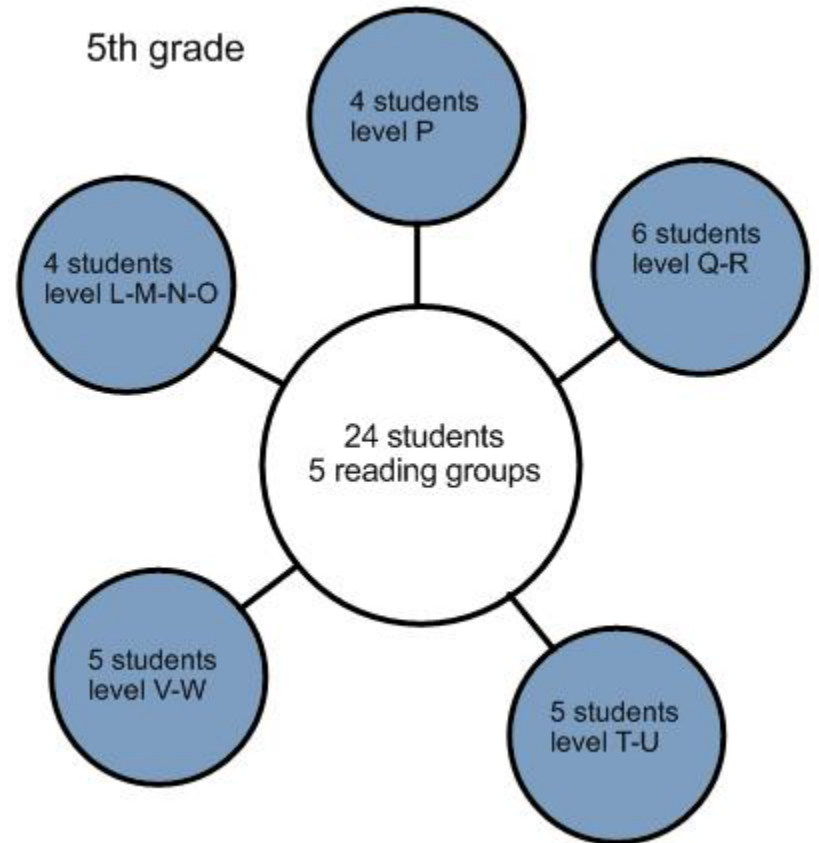 5th grade
4 students
level P
4 students
level L-M-N-O
6 students
level Q-R
24 students
5 reading groups
5 students
level V-W
5 students
level T-U